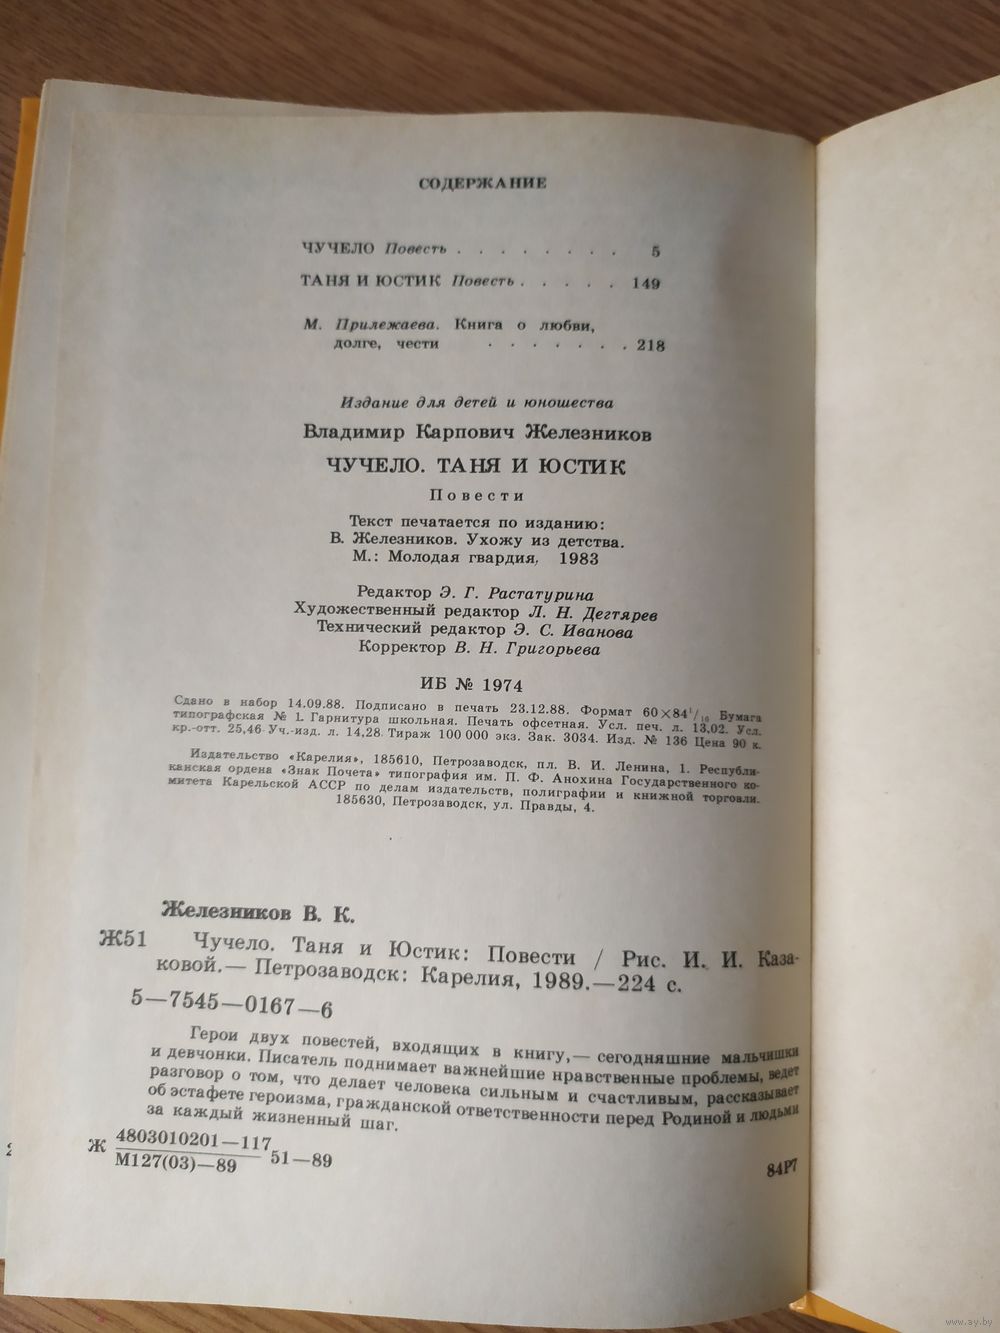 СОДЕРЖАНИЕ
ЧУЧЕЛО Повесть . . . . . . . . 5
ТАНЯ И ЮСТИК Повесть . . . . . 149
М. Прилежаева. Книга о любви,
долге, чести . . . . . . . 218
Издание для детей и юношества
Владимир Карпович Железников
ЧУЧЕЛО. ТАНЯ И ЮСТИК
Повести
Текст печатается по изданию:
В. Железников. Ухожу из детства.
М.: Молодая гвардия, 1983
Редактор Э. Г. Растатурина
Художественный редактор Л. Н. Дегтярев
Технический редактор Э. С. Иванова
Корректор В. Н. Григорьева
ИБ № 1974
Сдано в набор 14.09.88. Подписано в печать 23.12.88. Формат 60×84¹/₁₆ Бумага
типографская № 1. Гарнитура школьная. Печать офсетная. Усл. печ. л. 13,02. Усл.
кр.-отт. 25,46 Уч.-изд. л. 14,28. Тираж 100 000 экз. Зак. 3034. Изд. № 136 Цена 90 к.
Издательство «Карелия», 185610, Петрозаводск, пл. В. И. Ленина, 1. Республи-
канская ордена «Знак Почета» типография им. П. Ф. Анохина Государственного ко-
митета Карельской АССР по делам издательств, полиграфии и книжной торговли.
185630, Петрозаводск, ул. Правды, 4.
Железников В. К.
Ж51 Чучело. Таня и Юстик: Повести / Рис. И. И. Каза-
ковой.— Петрозаводск: Карелия, 1989.—224 с.
5—7545—0167—6
Герои двух повестей, входящих в книгу,— сегодняшние мальчишки
и девчонки. Писатель поднимает важнейшие нравственные проблемы, ведет
разговор о том, что делает человека сильным и счастливым, рассказывает
об эстафете героизма, гражданской ответственности перед Родиной и людьми
за каждый жизненный шаг.
Ж 4803010201—117
М127(03)—89 51—89
84Р7
www.ay.by